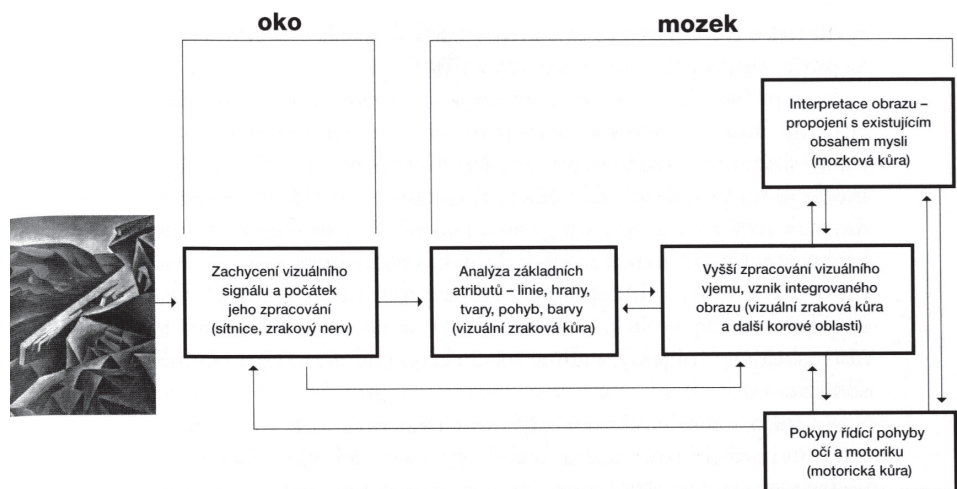 oko
mozek
Interpretace obrazu –
propojení s existujícím
obsahem mysli
(mozková kůra)
Zachycení vizuálního
signálu a počátek
jeho zpracování
(sítnice, zrakový nerv)
Analýza základních
atributů – linie, hrany,
tvary, pohyb, barvy
(vizuální zraková kůra)
Vyšší zpracování vizuálního
vjemu, vznik integrovaného
obrazu (vizuální zraková kůra
a další korové oblasti)
Pokyny řídící pohyby
očí a motoriku
(motorická kůra)